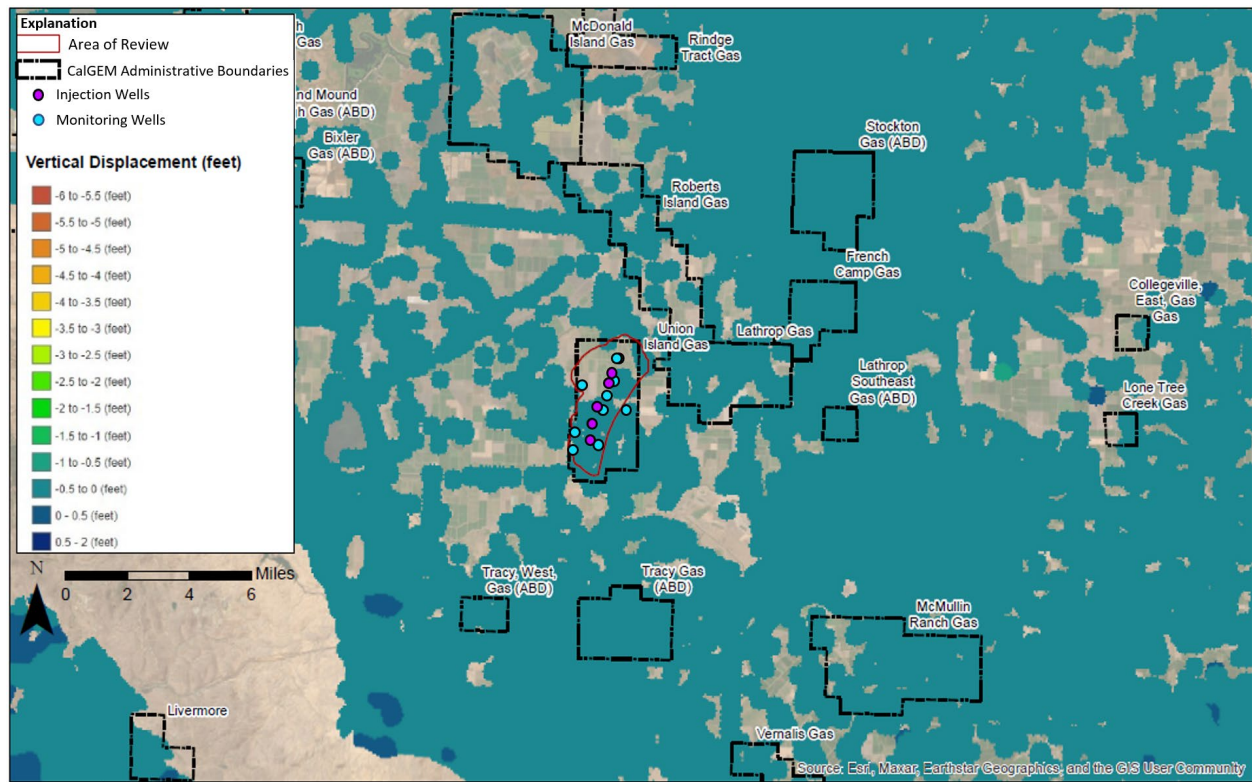 Explanation
Area of Review
CalGEM Administrative Boundaries
Injection Wells
Monitoring Wells
Vertical Displacement (feet)
-6 to -5.5 (feet)
-5.5 to -5 (feet)
-5 to -4.5 (feet)
-4.5 to -4 (feet)
-4 to -3.5 (feet)
-3.5 to -3 (feet)
-3 to -2.5 (feet)
-2.5 to -2 (feet)
-2 to -1.5 (feet)
-1.5 to -1 (feet)
-1 to -0.5 (feet)
-0.5 to 0 (feet)
0 - 0.5 (feet)
0.5 - 2 (feet)
N
Miles
0 2 4 6
h
Gas
nd Mound
h Gas (ABD)
Bixler
Gas (ABD)
McDonald
Island Gas
Rindge
Tract Gas
Stockton
Gas (ABD)
Roberts
Island Gas
French
Camp Gas
Collegeville,
East, Gas
Gas
Union
Island Gas
Lathrop Gas
Lathrop
Southeast
Gas (ABD)
Lone Tree
Creek Gas
Tracy, West,
Gas (ABD)
Tracy Gas
(ABD)
McMullin
Ranch Gas
Livermore
Vernalis Gas
Source: Esri, Maxar, Earthstar Geographics, and the GIS User Community